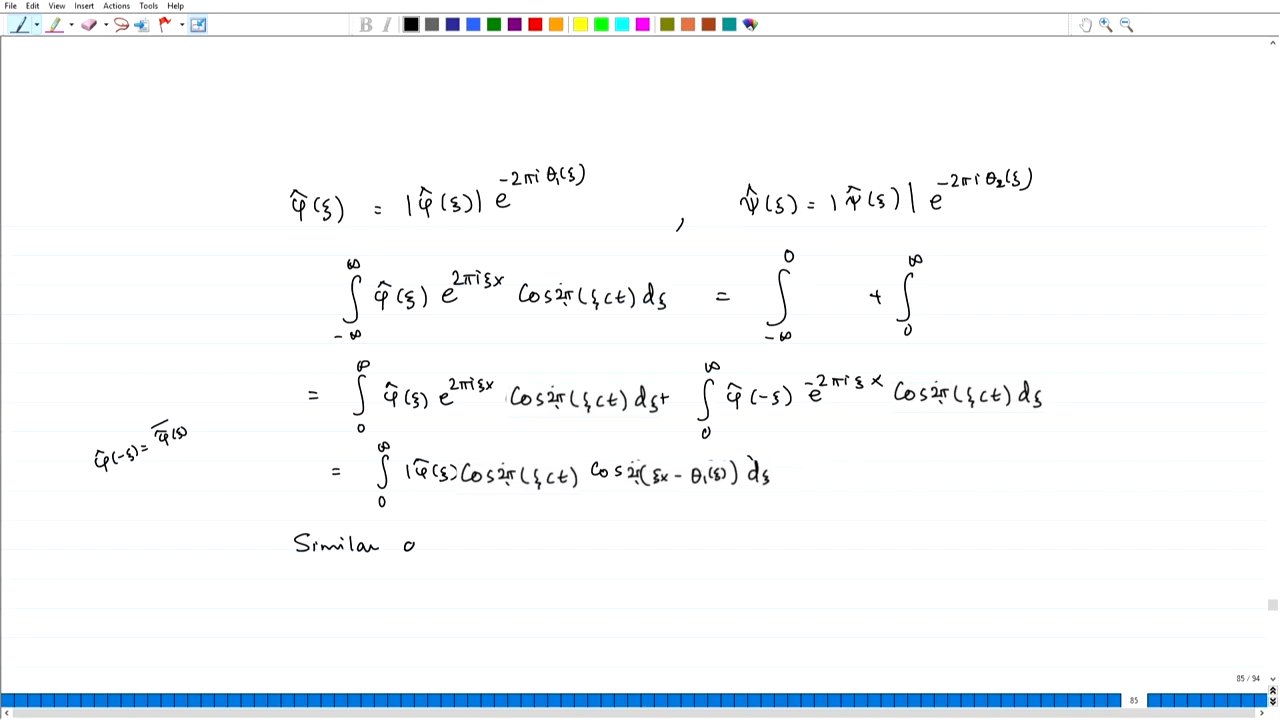 File Edit View Insert Actions Tools Help
B I
φ̂(ξ) = |φ̂(ξ)| e^{-2πi θ₁(ξ)} , ψ̂(ξ) = |ψ̂(ξ)| e^{-2πi θ₂(ξ)}
∫_{-∞}^{∞} φ̂(ξ) e^{2πiξx} Cos2π(ξct) dξ = ∫_{-∞}^{0} + ∫_{0}^{∞}
= ∫_{0}^{∞} φ̂(ξ) e^{2πiξx} Cos2π(ξct) dξ + ∫_{0}^{∞} φ̂(-ξ) e^{-2πiξx} Cos2π(ξct) dξ
φ̂(-ξ) = \overline{φ̂(ξ)}
= ∫_{0}^{∞} |φ̂(ξ)| Cos2π(ξct) Cos2π(ξx - θ₁(ξ)) dξ
Similar
85 / 94
85